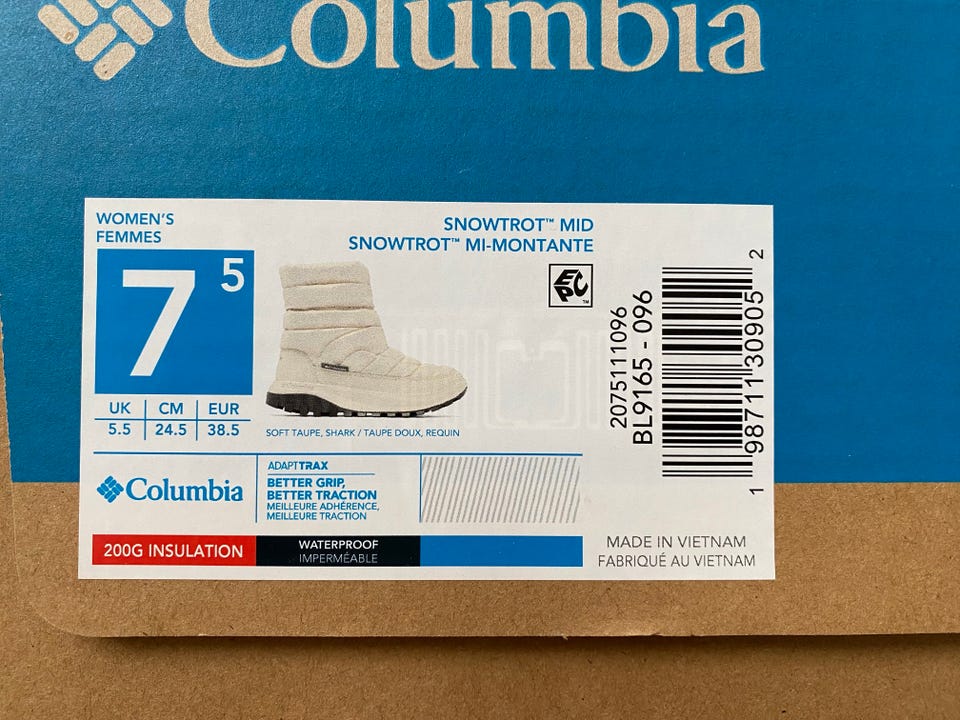 Columbia
WOMEN'S
FEMMES
7 5
UK CM EUR
5.5 24.5 38.5
SNOWTROT™ MID
SNOWTROT™ MI-MONTANTE
EPC ™
SOFT TAUPE, SHARK / TAUPE DOUX, REQUIN
2075111096
BL9165 - 096
1 98711 30905 2
Columbia
ADAPTTRAX
BETTER GRIP,
BETTER TRACTION
MEILLEURE ADHÉRENCE,
MEILLEURE TRACTION
200G INSULATION
WATERPROOF
IMPERMÉABLE
MADE IN VIETNAM
FABRIQUÉ AU VIETNAM